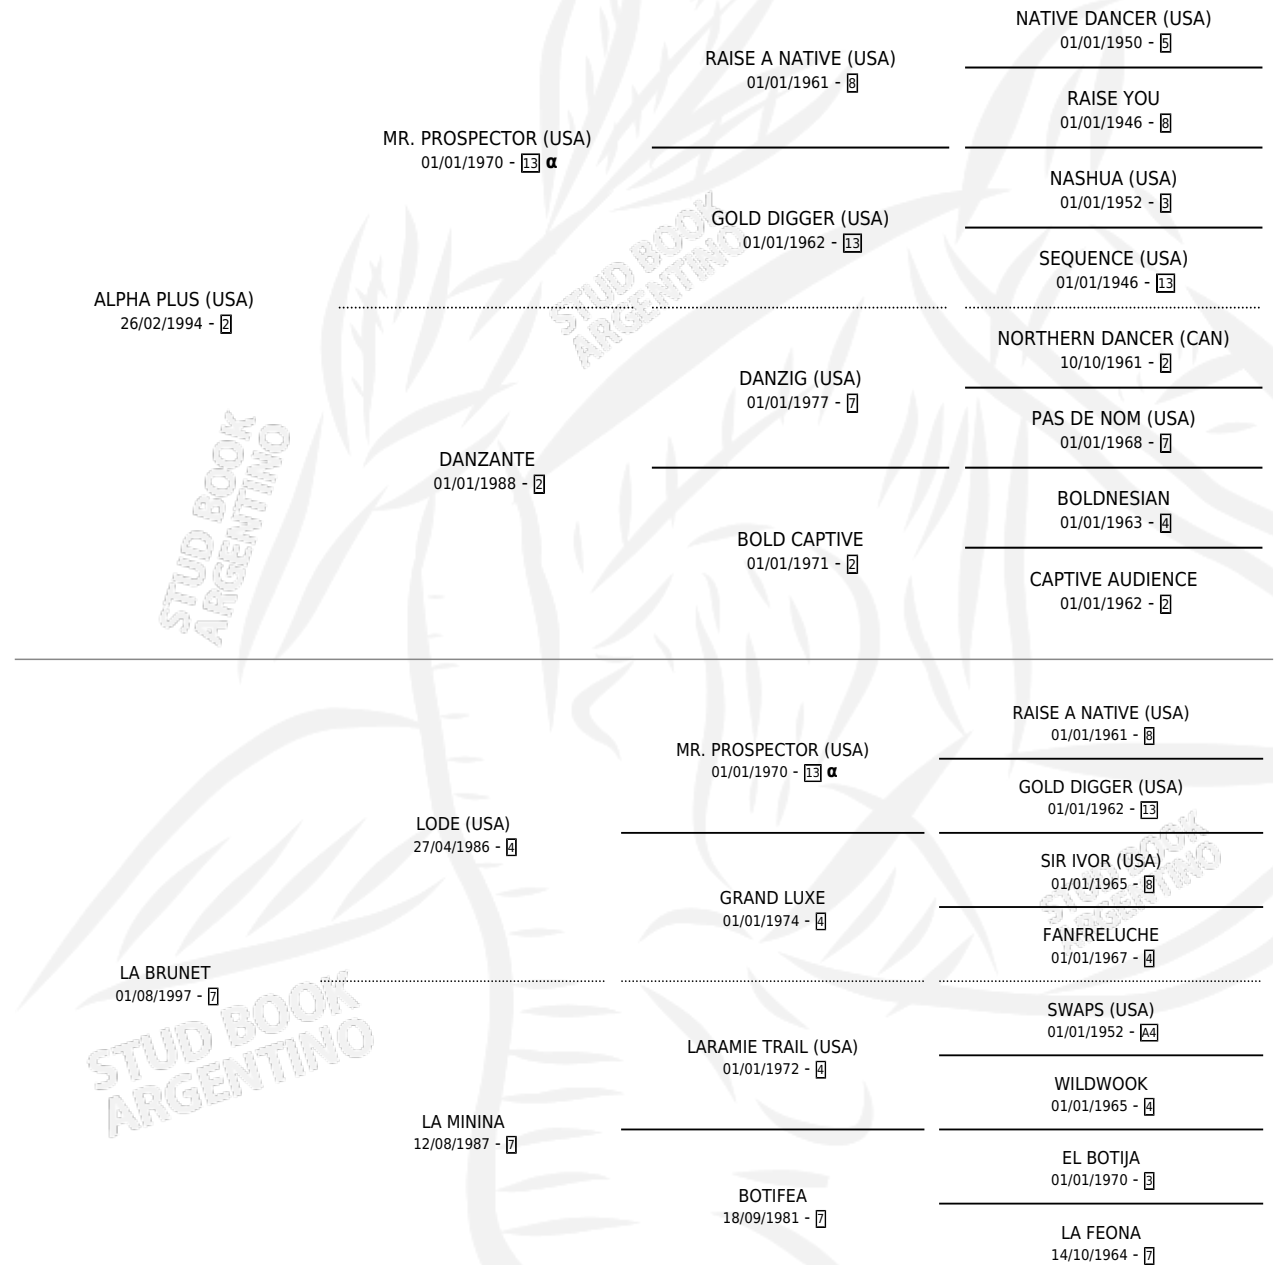 NATIVE DANCER (USA)
01/01/1950 - 5
RAISE A NATIVE (USA)
01/01/1961 - 8
RAISE YOU
01/01/1946 - 8
MR. PROSPECTOR (USA)
01/01/1970 - 13 α
NASHUA (USA)
01/01/1952 - 3
GOLD DIGGER (USA)
01/01/1962 - 13
SEQUENCE (USA)
01/01/1946 - 13
ALPHA PLUS (USA)
26/02/1994 - 2
NORTHERN DANCER (CAN)
10/10/1961 - 2
DANZIG (USA)
01/01/1977 - 7
PAS DE NOM (USA)
01/01/1968 - 7
DANZANTE
01/01/1988 - 2
BOLDNESIAN
01/01/1963 - 4
BOLD CAPTIVE
01/01/1971 - 2
CAPTIVE AUDIENCE
01/01/1962 - 2
RAISE A NATIVE (USA)
01/01/1961 - 8
MR. PROSPECTOR (USA)
01/01/1970 - 13 α
GOLD DIGGER (USA)
01/01/1962 - 13
LODE (USA)
27/04/1986 - 4
SIR IVOR (USA)
01/01/1965 - 8
GRAND LUXE
01/01/1974 - 4
FANFRELUCHE
01/01/1967 - 4
LA BRUNET
01/08/1997 - 7
SWAPS (USA)
01/01/1952 - A4
LARAMIE TRAIL (USA)
01/01/1972 - 4
WILDWOOK
01/01/1965 - 4
LA MININA
12/08/1987 - 7
EL BOTIJA
01/01/1970 - 3
BOTIFEA
18/09/1981 - 7
LA FEONA
14/10/1964 - 7
STUD BOOK
ARGENTINO
STUD BOOK
ARGENTINO
STUD BOOK
ARGENTINO
STUD BOOK
ARGENTINO